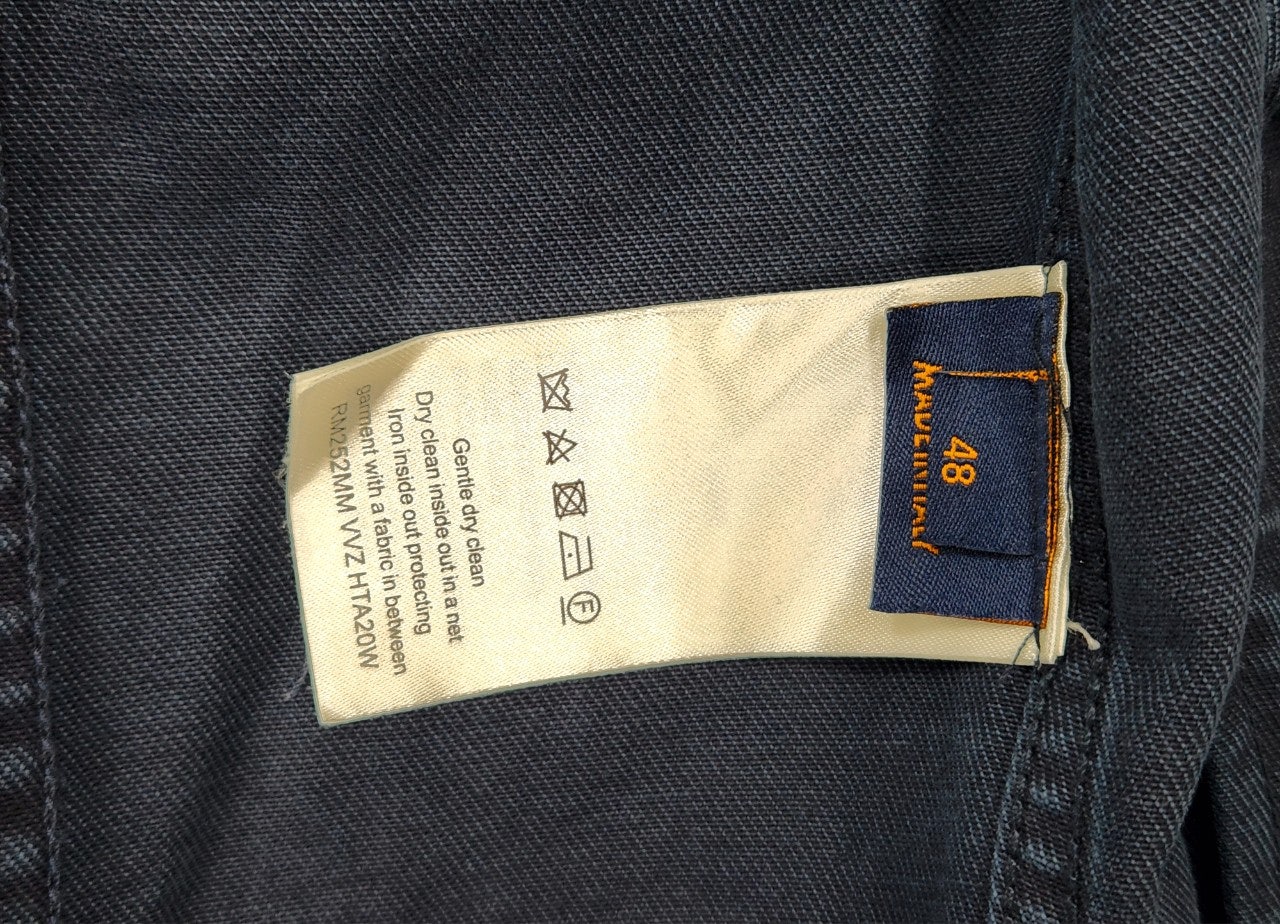 MADE IN ITALY
48
F
Gentle dry clean
Dry clean inside out in a net
Iron inside out protecting
garment with a fabric in between
RM252MM VVZ HTA20W